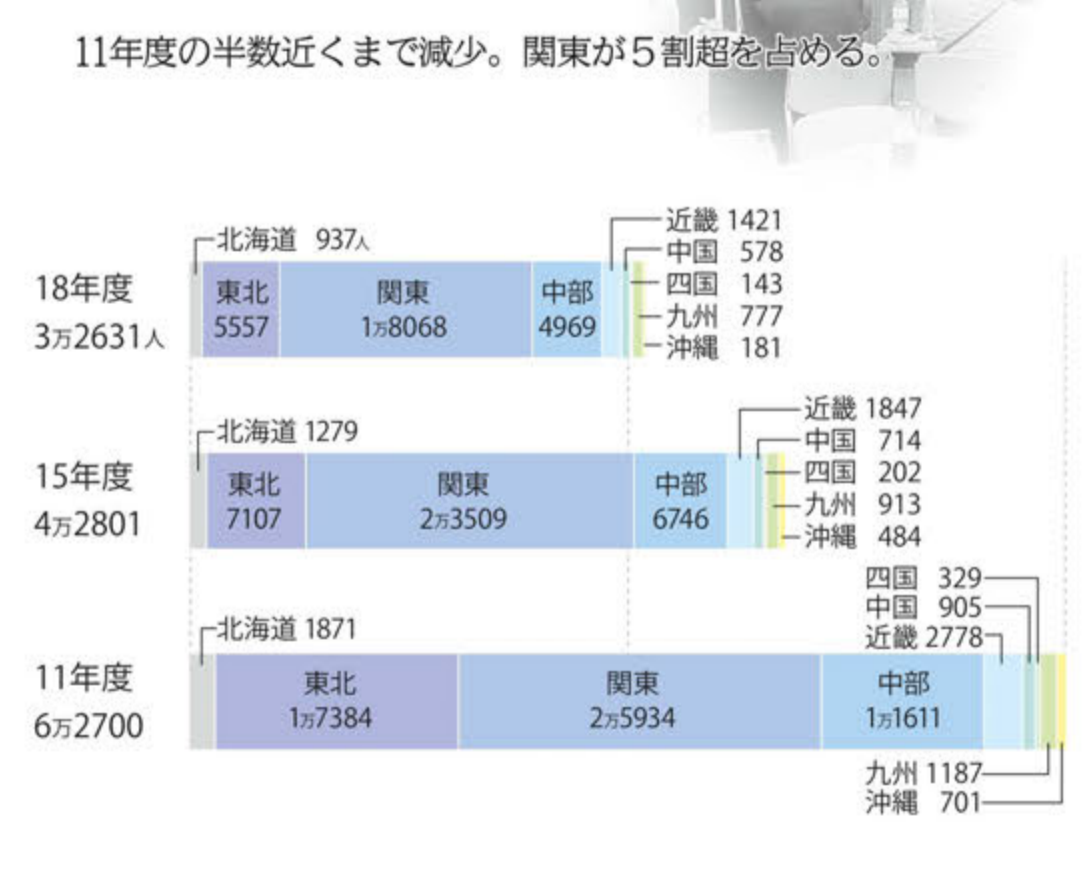 11年度の半数近くまで減少。関東が5割超を占める。
18年度
3万2631人
北海道 937人
東北
5557
関東
1万8068
中部
4969
近畿 1421
中国 578
四国 143
九州 777
沖縄 181
15年度
4万2801
北海道 1279
東北
7107
関東
2万3509
中部
6746
近畿 1847
中国 714
四国 202
九州 913
沖縄 484
11年度
6万2700
北海道 1871
東北
1万7384
関東
2万5934
中部
1万1611
四国 329
中国 905
近畿 2778
九州 1187
沖縄 701